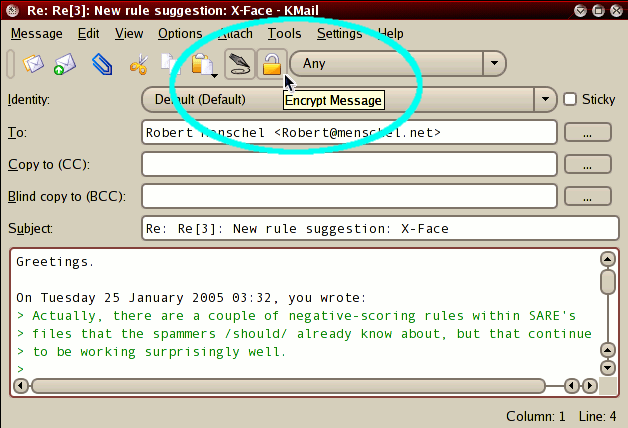 Re: Re[3]: New rule suggestion: X-Face - KMail
Message Edit View Options Attach Tools Settings Help
Any
Encrypt Message
Identity: Default (Default) Sticky
To: Robert Menschel <Robert@menschel.net> ...
Copy to (CC): ...
Blind copy to (BCC): ...
Subject: Re: Re[3]: New rule suggestion: X-Face
Greetings.
On Tuesday 25 January 2005 03:32, you wrote:
> Actually, there are a couple of negative-scoring rules within SARE's
> files that the spammers /should/ already know about, but that continue
> to be working surprisingly well.
>
Column: 1 Line: 4